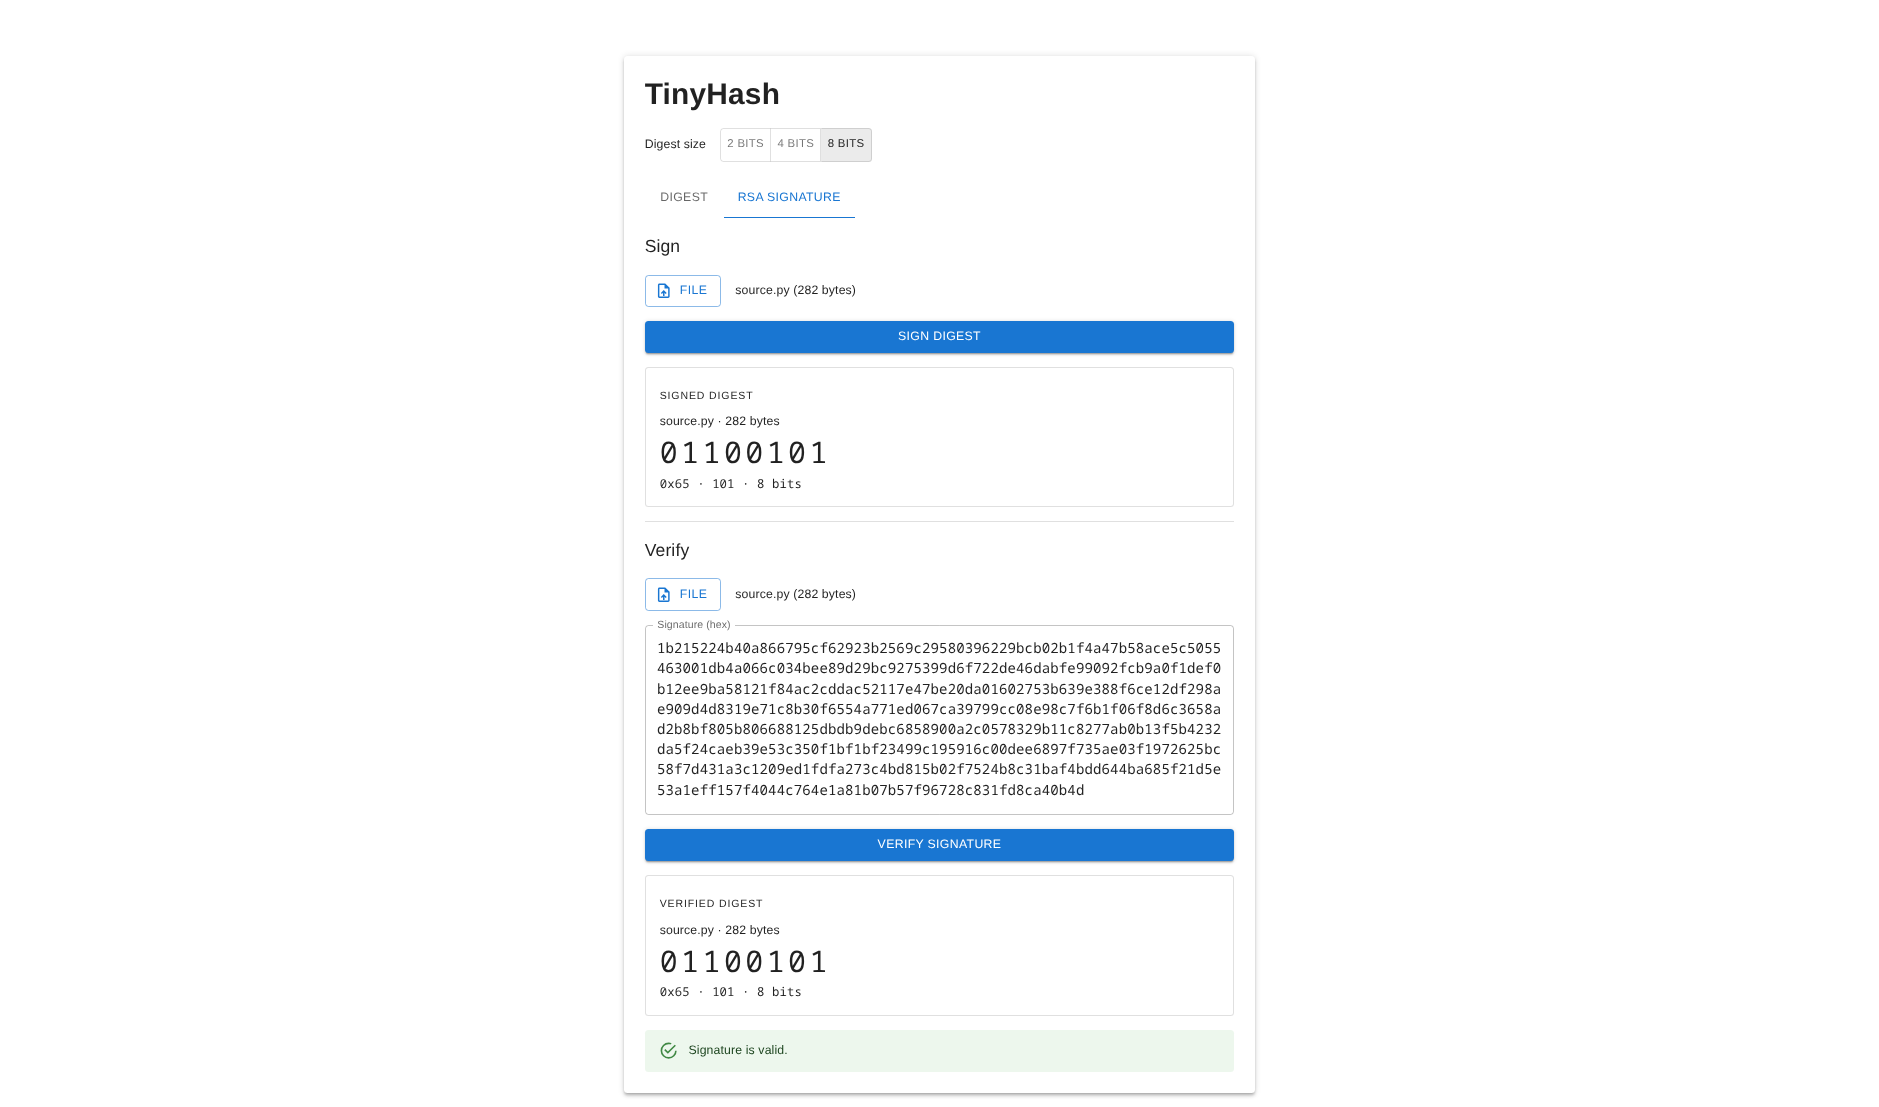 TinyHash
Digest size 2 BITS 4 BITS 8 BITS
DIGEST RSA SIGNATURE
Sign
FILE source.py (282 bytes)
SIGN DIGEST
SIGNED DIGEST
source.py · 282 bytes
01100101
0x65 · 101 · 8 bits
Verify
FILE source.py (282 bytes)
Signature (hex)
1b215224b40a866795cf62923b2569c29580396229bcb02b1f4a47b58ace5c5055
463001db4a066c034bee89d29bc9275399d6f722de46dabfe99092fcb9a0f1def0
b12ee9ba58121f84ac2cddac52117e47be20da01602753b639e388f6ce12df298a
e909d4d8319e71c8b30f6554a771ed067ca39799cc08e98c7f6b1f06f8d6c3658a
d2b8bf805b806688125dbdb9debc6858900a2c0578329b11c8277ab0b13f5b4232
da5f24caeb39e53c350f1bf1bf23499c195916c00dee6897f735ae03f1972625bc
58f7d431a3c1209ed1fdfa273c4bd815b02f7524b8c31baf4bdd644ba685f21d5e
53a1eff157f4044c764e1a81b07b57f96728c831fd8ca40b4d
VERIFY SIGNATURE
VERIFIED DIGEST
source.py · 282 bytes
01100101
0x65 · 101 · 8 bits
Signature is valid.